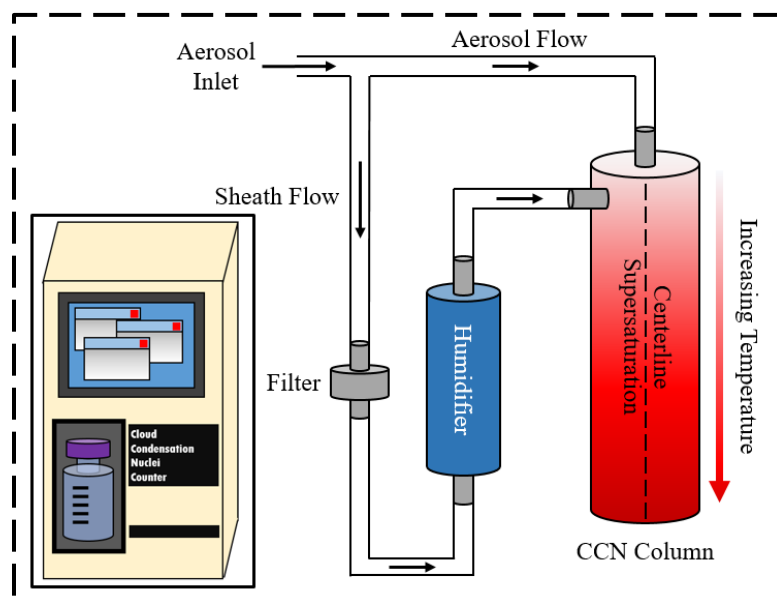 Aerosol
Inlet
Aerosol Flow
Sheath Flow
Filter
Humidifier
Centerline
Supersaturation
Increasing Temperature
CCN Column
Cloud
Condensation
Nuclei
Counter